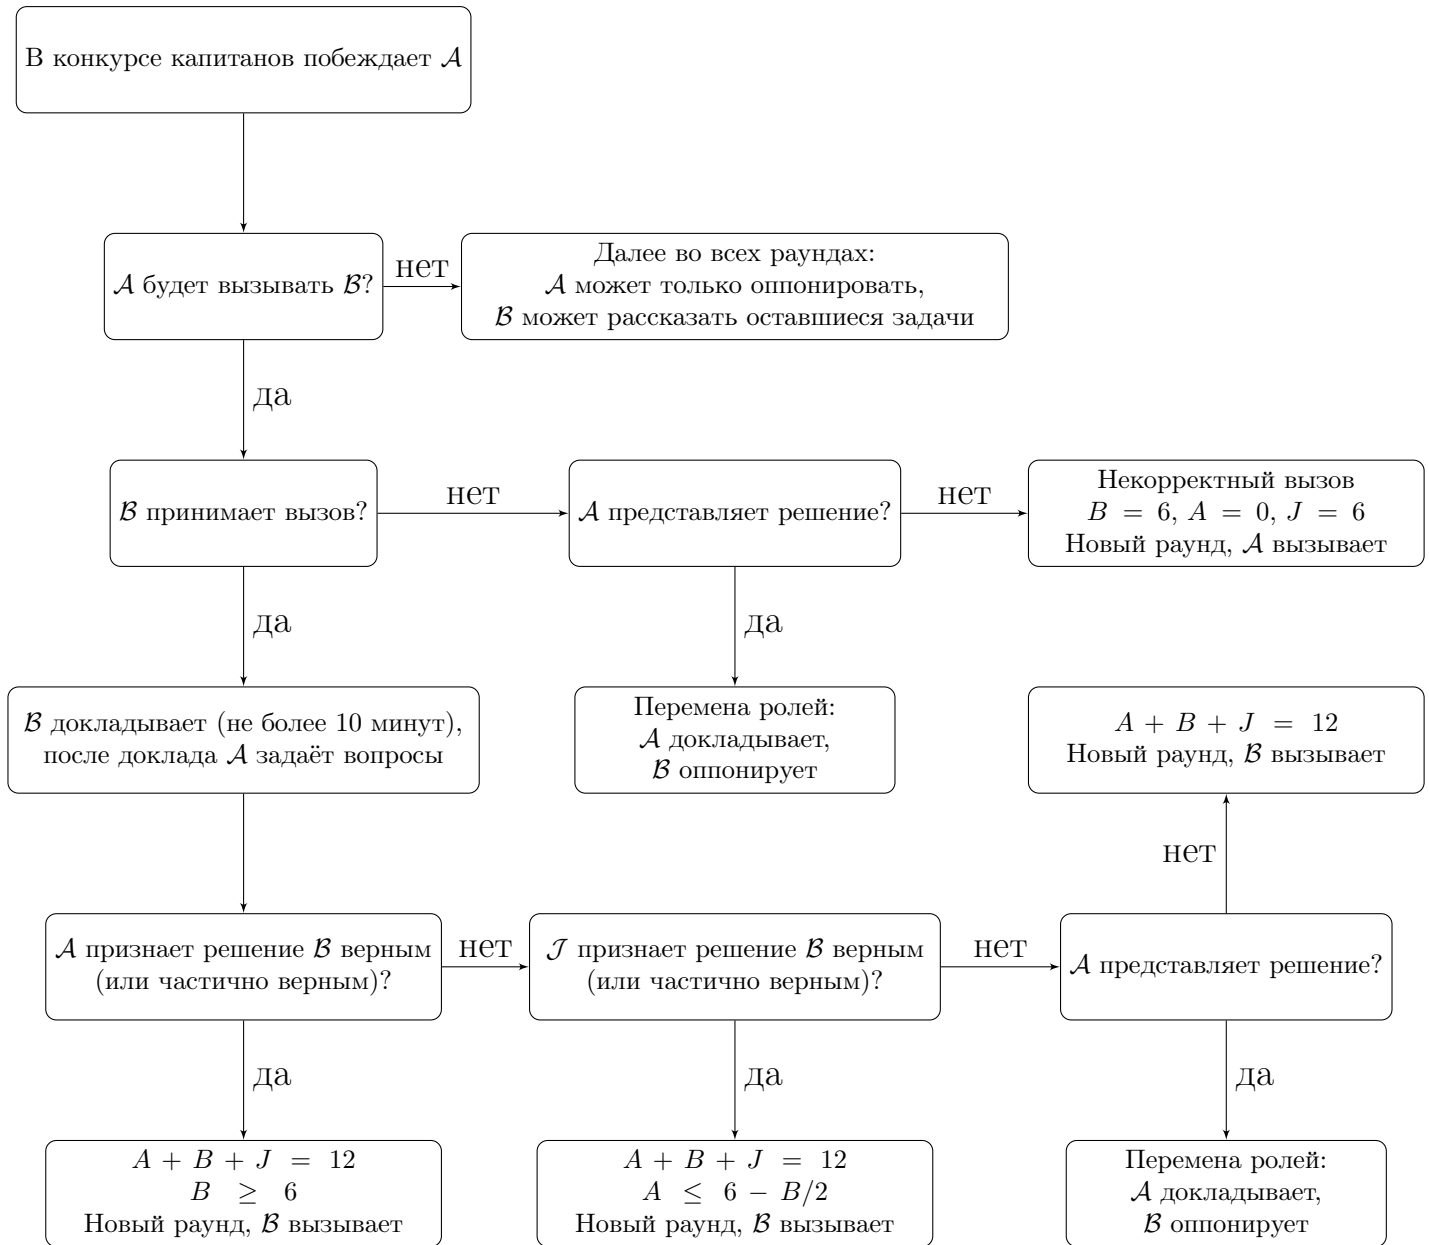 В конкурсе капитанов побеждает 𝒜
𝒜 будет вызывать ℬ?
нет
Далее во всех раундах:
𝒜 может только оппонировать,
ℬ может рассказать оставшиеся задачи
да
ℬ принимает вызов?
нет
𝒜 представляет решение?
нет
Некорректный вызов
B = 6, A = 0, J = 6
Новый раунд, 𝒜 вызывает
да
да
ℬ докладывает (не более 10 минут),
после доклада 𝒜 задаёт вопросы
Перемена ролей:
𝒜 докладывает,
ℬ оппонирует
A + B + J = 12
Новый раунд, ℬ вызывает
нет
𝒜 признает решение ℬ верным
(или частично верным)?
нет
𝒥 признает решение ℬ верным
(или частично верным)?
нет
𝒜 представляет решение?
да
да
да
A + B + J = 12
B ≥ 6
Новый раунд, ℬ вызывает
A + B + J = 12
A ≤ 6 − B/2
Новый раунд, ℬ вызывает
Перемена ролей:
𝒜 докладывает,
ℬ оппонирует